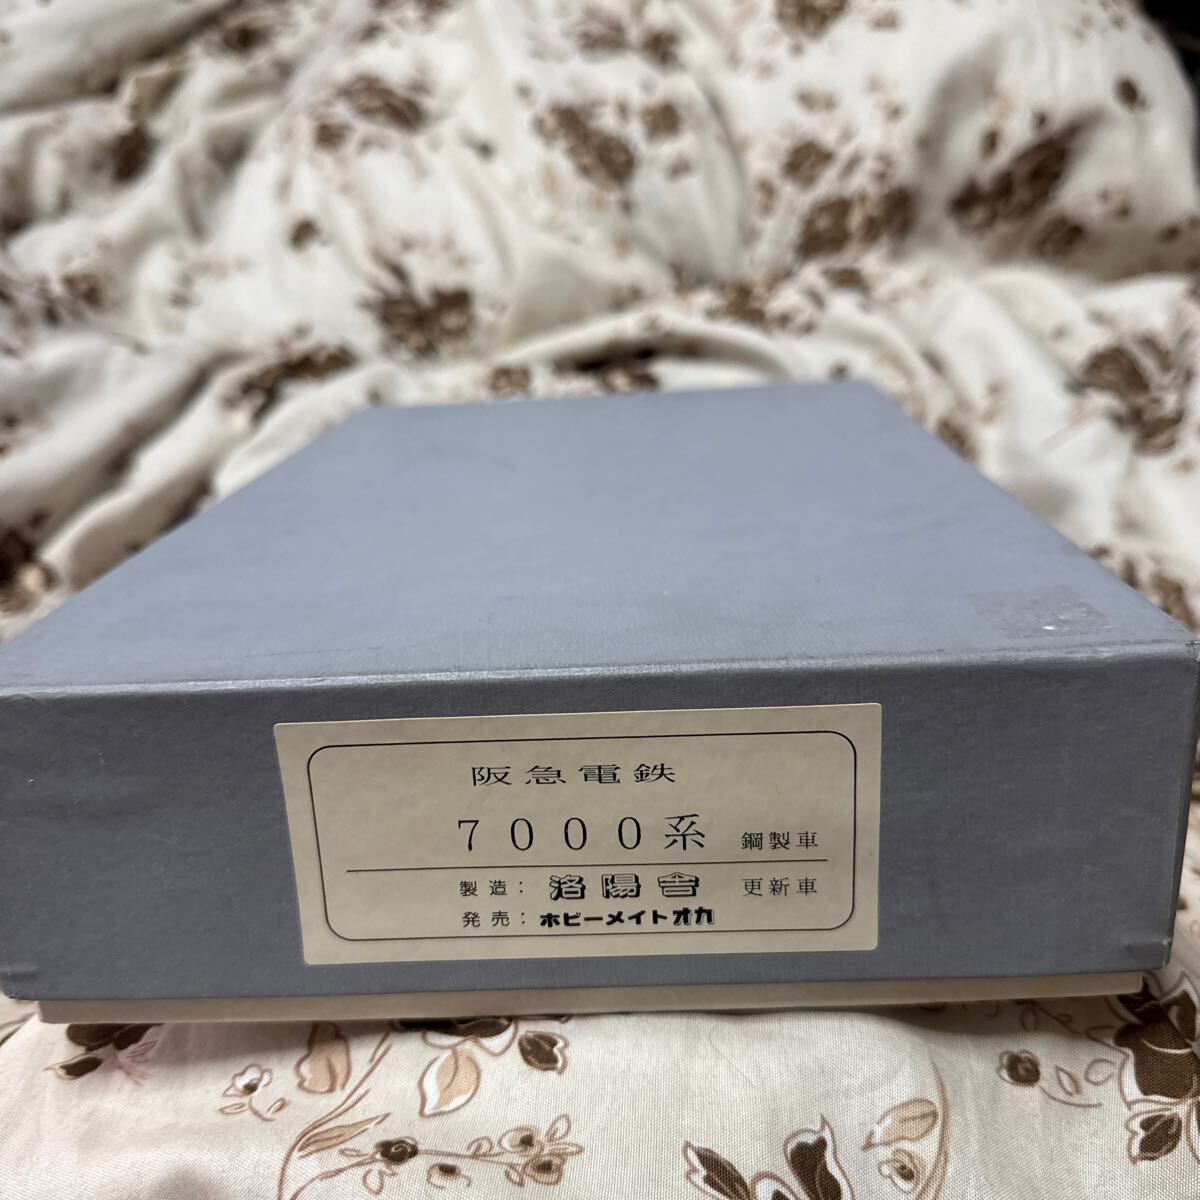 阪急電鉄
7000系 鋼製車
製造： 洛陽舎 更新車
発売： ホビーメイトオカ